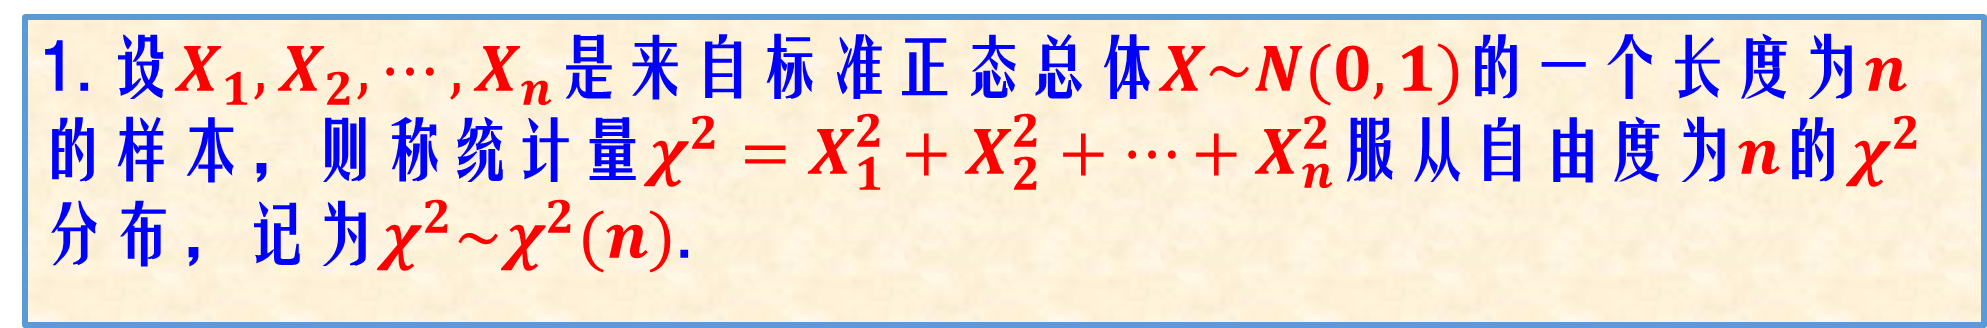 1. 设X₁, X₂, ⋯, Xₙ是来自标准正态总体X~N(0, 1)的一个长度为n
的样本，则称统计量χ² = X₁² + X₂² + ⋯ + Xₙ²服从自由度为n的χ²
分布，记为χ²~χ²(n).